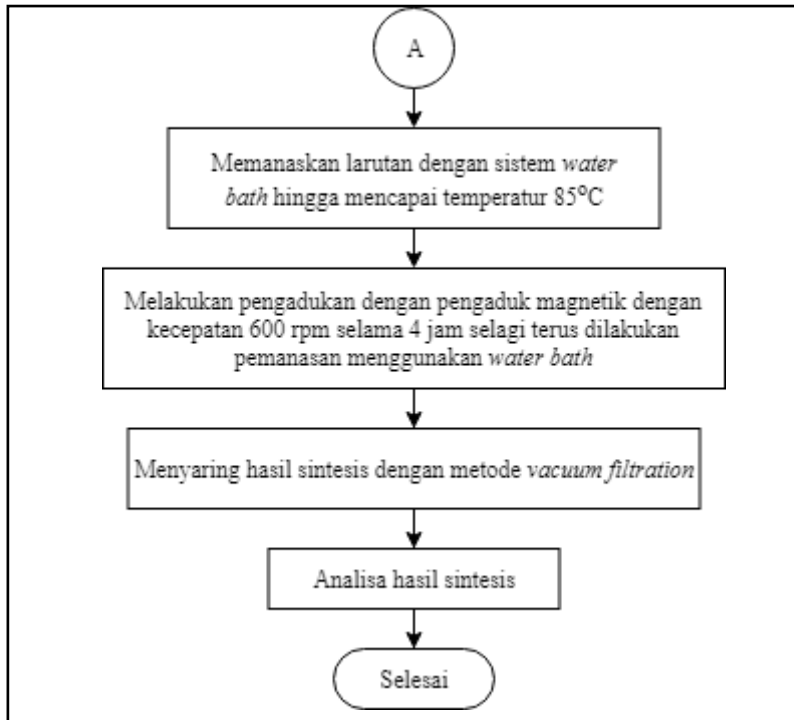 A
Memanaskan larutan dengan sistem water
bath hingga mencapai temperatur 85°C
Melakukan pengadukan dengan pengaduk magnetik dengan
kecepatan 600 rpm selama 4 jam selagi terus dilakukan
pemanasan menggunakan water bath
Menyaring hasil sintesis dengan metode vacuum filtration
Analisa hasil sintesis
Selesai